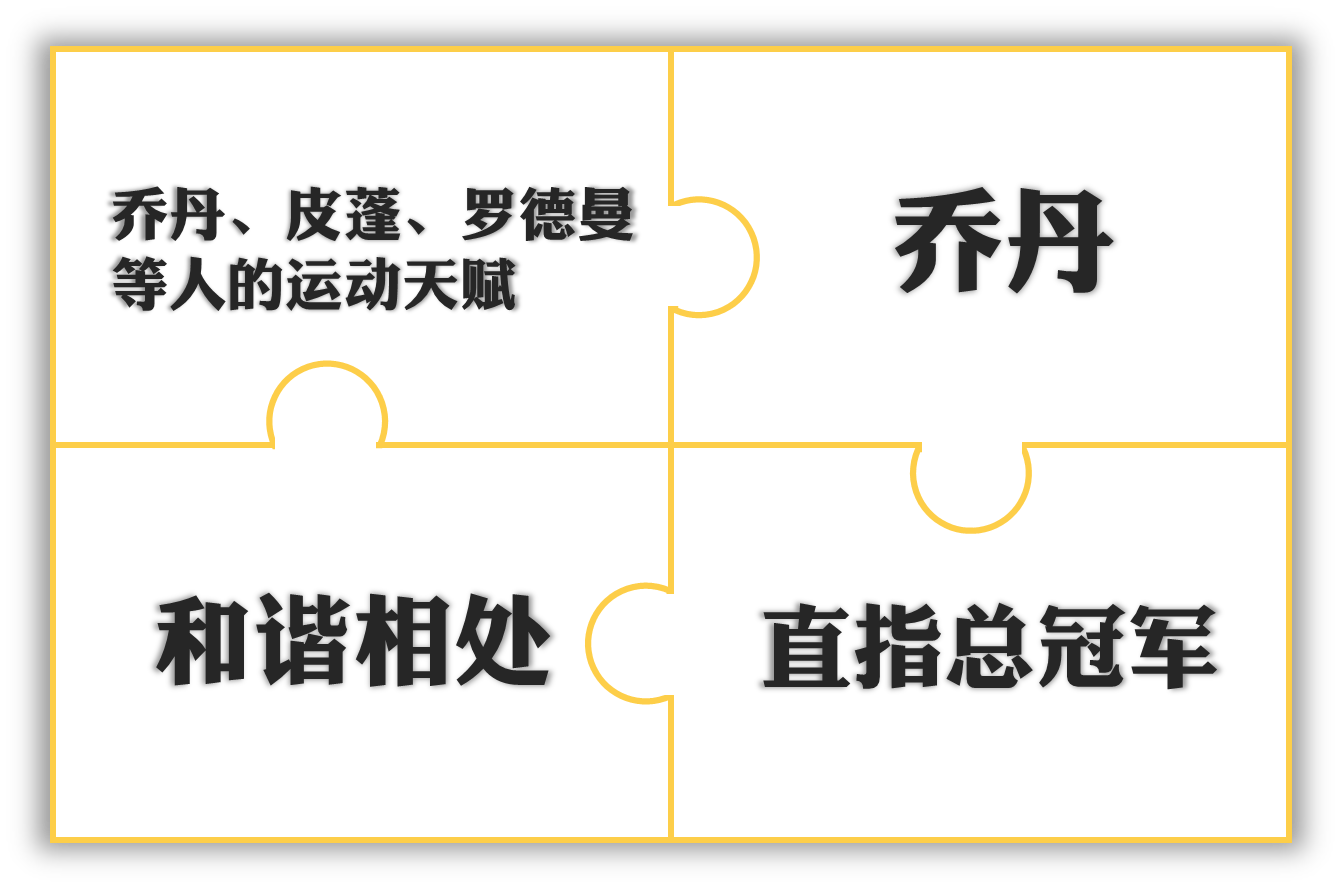 乔丹、皮蓬、罗德曼
等人的运动天赋
乔丹
和谐相处
直指总冠军